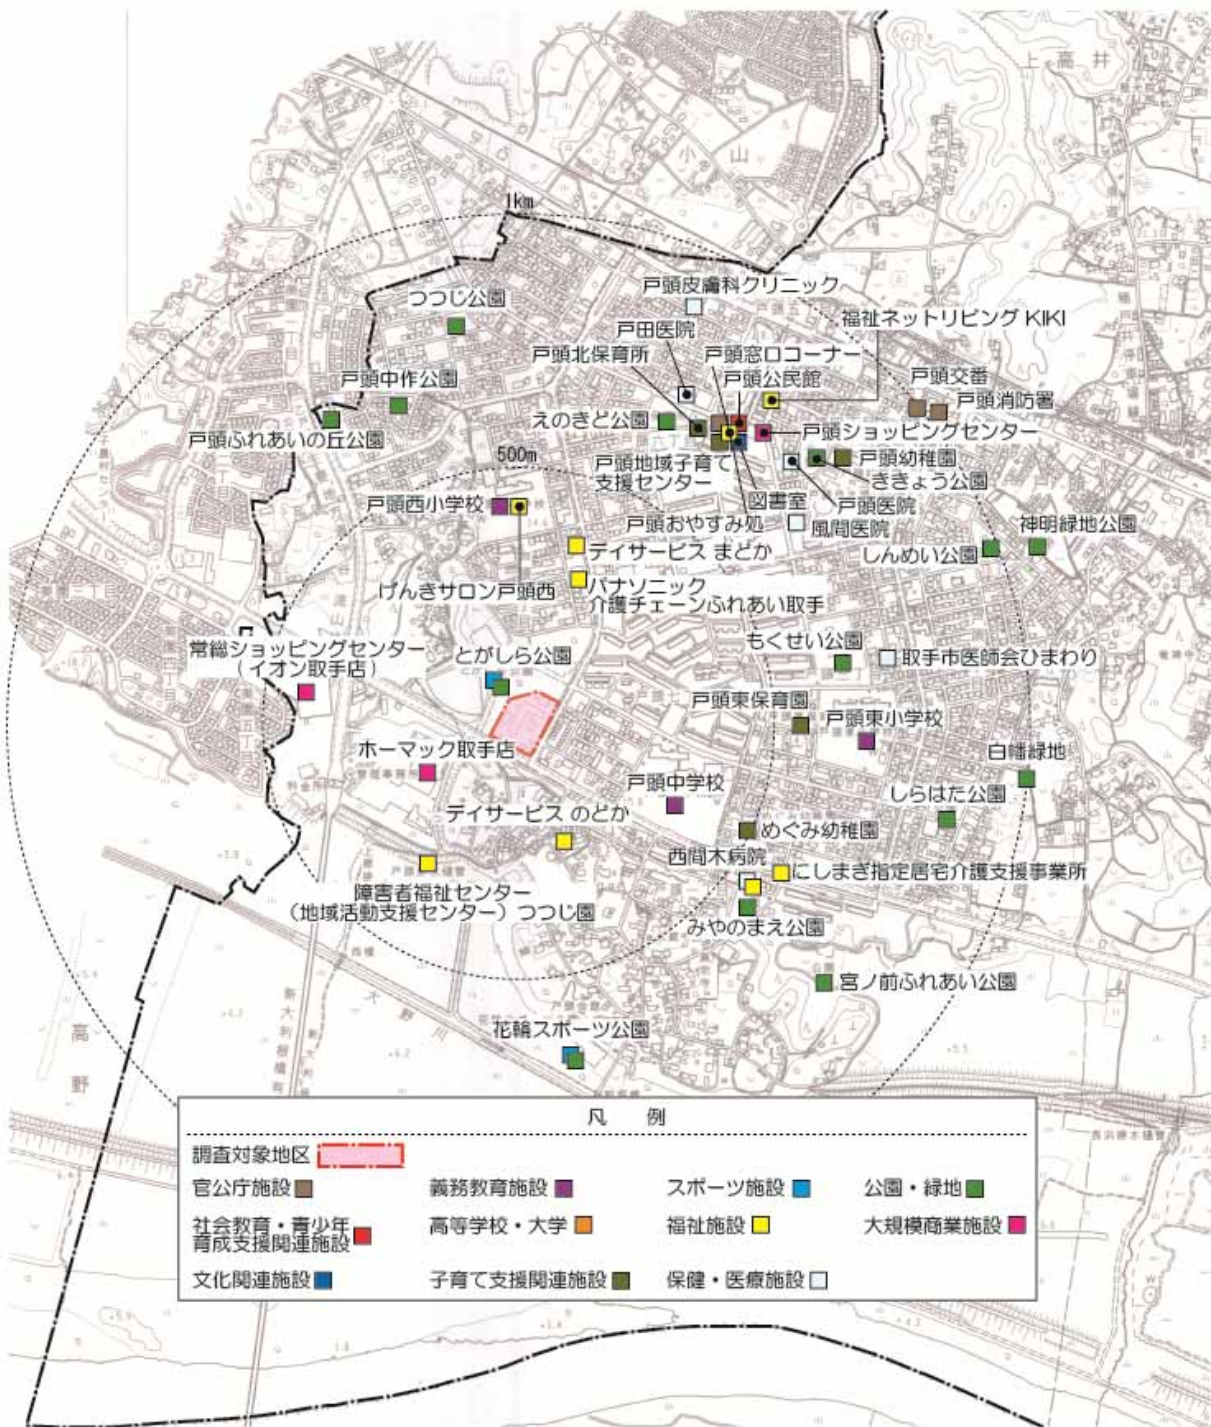 上高井
小山
1km
つつじ公園
戸頭皮膚科クリニック
戸田医院
福祉ネットリビング KIKI
戸頭北保育所
戸頭窓口コーナー
戸頭公民館
戸頭中作公園
戸頭交番
戸頭消防署
えのきど公園
戸頭ふれあいの丘公園
戸頭ショッピングセンター
500m
戸頭地域子育て
支援センター
戸頭幼稚園
ききょう公園
戸頭西小学校
図書室
戸頭医院
戸頭おやすみ処
風間医院
神明緑地公園
しんめい公園
デイサービス まどか
げんきサロン戸頭西
パナソニック
介護チェーンふれあい取手
常総ショッピングセンター
（イオン取手店）
とがしら公園
もくせい公園
取手市医師会ひまわり
戸頭東保育園
戸頭東小学校
ホーマック取手店
白幡緑地
戸頭中学校
しらはた公園
デイサービス のどか
めぐみ幼稚園
西間木病院
にしまぎ指定居宅介護支援事業所
障害者福祉センター
（地域活動支援センター）つつじ園
みやのまえ公園
宮ノ前ふれあい公園
花輪スポーツ公園
高野
凡例
調査対象地区
官公庁施設
義務教育施設
スポーツ施設
公園・緑地
社会教育・青少年
育成支援関連施設
高等学校・大学
福祉施設
大規模商業施設
文化関連施設
子育て支援関連施設
保健・医療施設